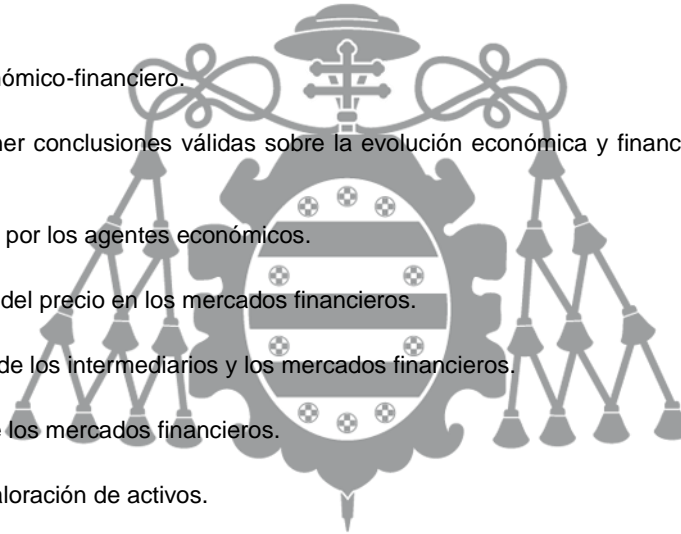 nómico-financiero.
ner conclusiones válidas sobre la evolución económica y financ
por los agentes económicos.
del precio en los mercados financieros.
de los intermediarios y los mercados financieros.
e los mercados financieros.
aloración de activos.